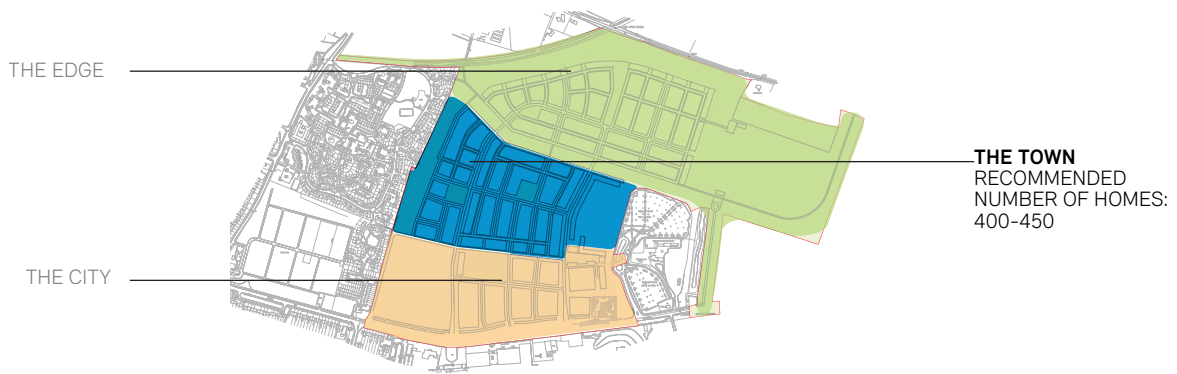 THE EDGE
THE TOWN
RECOMMENDED
NUMBER OF HOMES:
400-450
THE CITY